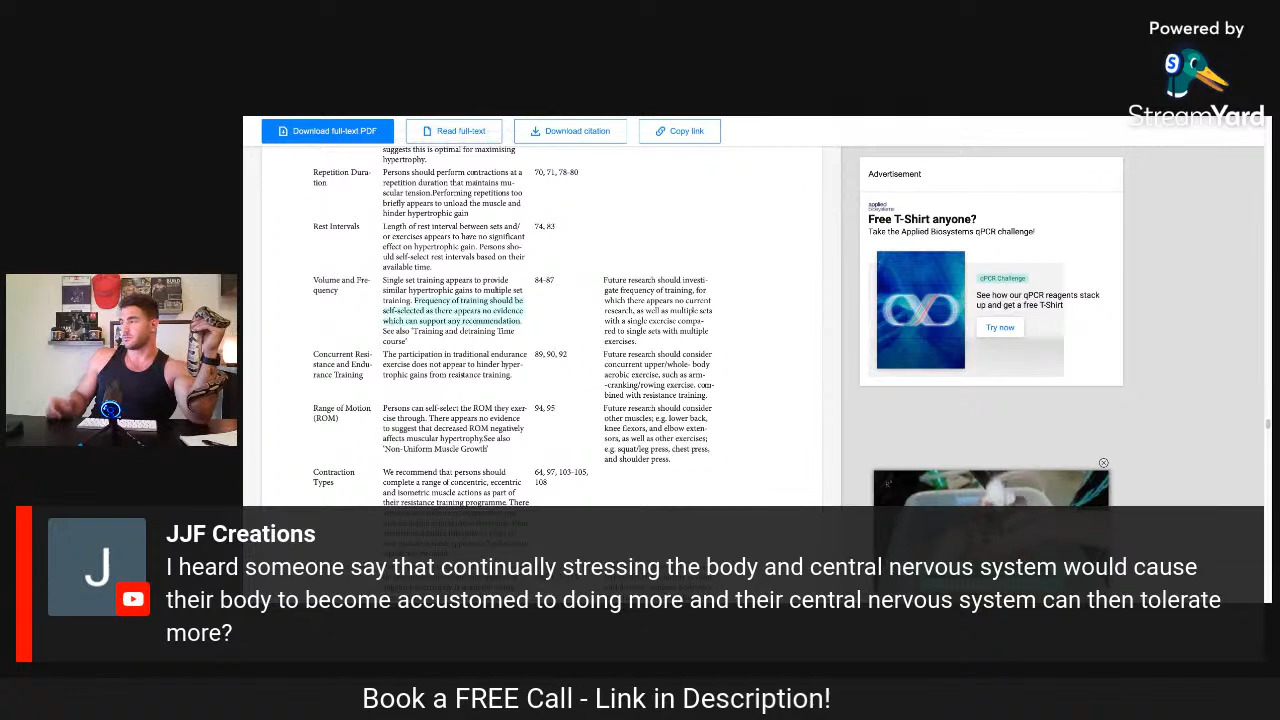 Powered by
S
StreamYard
Download full-text PDF
Read full-text
Download citation
Copy link
suggests this is optimal for maximising
hypertrophy.
Repetition Dura-
tion
Persons should perform contractions at a
repetition duration that maintains mu-
scular tension.Performing repetitions too
briefly appears to unload the muscle and
hinder hypertrophic gain
70, 71, 78-80
Rest Intervals
Length of rest interval between sets and/
or exercises appears to have no significant
effect on hypertrophic gain. Persons sho-
uld self-select rest intervals based on their
available time.
74, 83
Volume and Fre-
quency
Single set training appears to provide
similar hypertrophic gains to multiple set
training. Frequency of training should be
self-selected as there appears no evidence
which can support any recommendation.
See also 'Training and detraining Time
course'
84-87
Future research should investi-
gate frequency of training, for
which there appears no current
research, as well as multiple sets
with a single exercise compa-
red to single sets with multiple
exercises.
Concurrent Resi-
stance and Endu-
rance Training
The participation in traditional endurance
exercise does not appear to hinder hyper-
trophic gains from resistance training.
89, 90, 92
Future research should consider
concurrent upper/whole- body
aerobic exercise, such as arm-
-cranking/rowing exercise, com-
bined with resistance training.
Range of Motion
(ROM)
Persons can self-select the ROM they exer-
cise through. There appears no evidence
to suggest that decreased ROM negatively
affects muscular hypertrophy.See also
'Non-Uniform Muscle Growth'
94, 95
Future research should consider
other muscles; e.g. lower back,
knee flexors, and elbow exten-
sors, as well as other exercises;
e.g. squat/leg press, chest press,
and shoulder press.
Contraction
Types
We recommend that persons should
complete a range of concentric, eccentric
and isometric muscle actions as part of
their resistance training programme. There
64, 97, 103-105,
108
Advertisement
applied
biosystems
Free T-Shirt anyone?
Take the Applied Biosystems qPCR challenge!
qPCR Challenge
See how our qPCR reagents stack
up and get a free T-Shirt
Try now
J
JJF Creations
I heard someone say that continually stressing the body and central nervous system would cause
their body to become accustomed to doing more and their central nervous system can then tolerate
more?
Book a FREE Call - Link in Description!